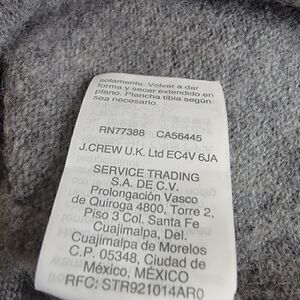 solamente. Volver a dar
forma y secar extendido en
plano. Plancha tibia según
sea necesario.
RN77388 CA56445
J.CREW U.K. Ltd EC4V 6JA
SERVICE TRADING
S.A. DE C.V.
Prolongación Vasco
de Quiroga 4800, Torre 2,
Piso 3 Col. Santa Fe
Cuajimalpa, Del.
Cuajimalpa de Morelos
C.P. 05348, Ciudad de
México, MÉXICO
RFC: STR921014AR0